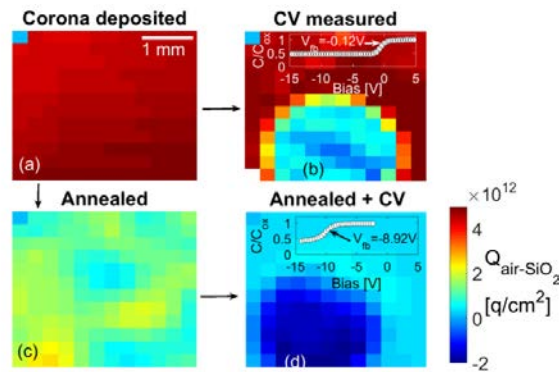 Corona deposited
CV measured
1 mm
V_fb=-0.12V
C/C_ox
1
0.5
0
-15 -10 -5 0 5
Bias [V]
(a)
(b)
Annealed
Annealed + CV
×10^12
C/C_ox
1
0.5
0
V_fb=-8.92V
-15 -10 -5 0 5
Bias [V]
4
2
0
-2
Q_air-SiO_2
[q/cm^2]
(c)
(d)